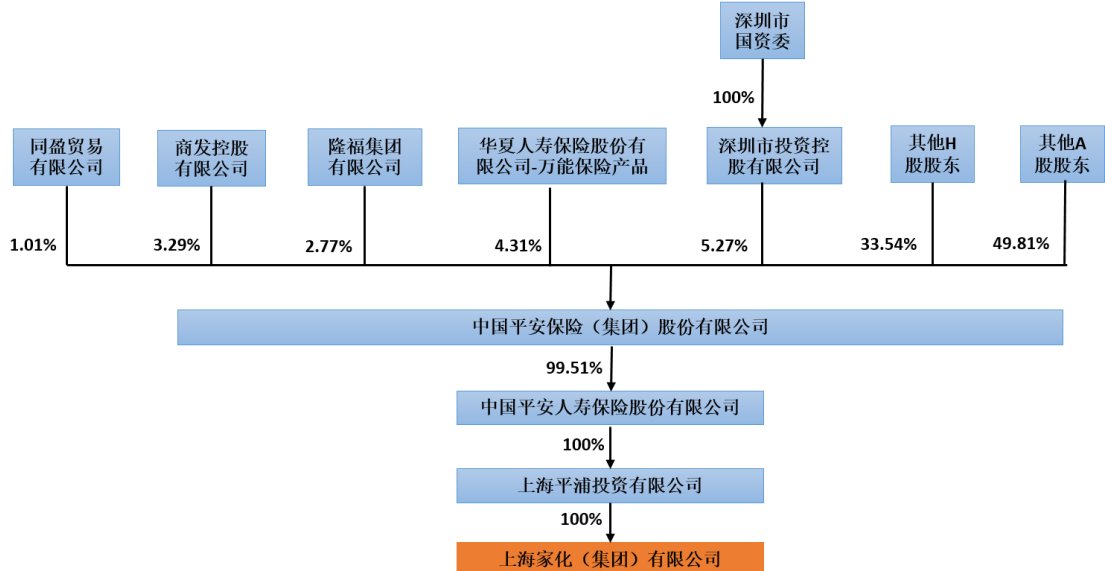 深圳市
国资委
100%
同盈贸易
有限公司
商发控股
有限公司
隆福集团
有限公司
华夏人寿保险股份有
限公司-万能保险产品
深圳市投资控
股有限公司
其他H
股股东
其他A
股股东
1.01%
3.29%
2.77%
4.31%
5.27%
33.54%
49.81%
中国平安保险（集团）股份有限公司
99.51%
中国平安人寿保险股份有限公司
100%
上海平浦投资有限公司
100%
上海家化（集团）有限公司